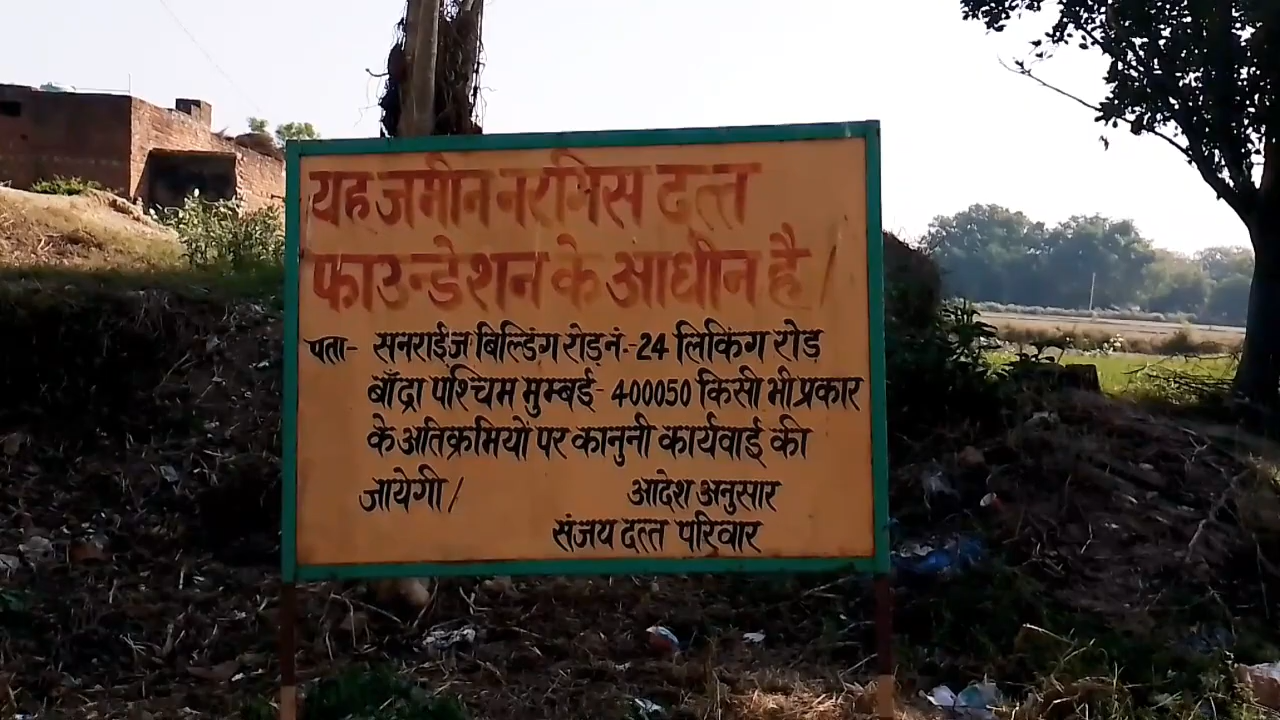 यह जमीन नरगिस दत्त
फाउन्डेशन के आधीन है /
पता- सनराईज बिल्डिंग रोड़ नं.-24 लिकिंग रोड़
बाँद्रा पश्चिम मुम्बई- 400050 किसी भी प्रकार
के अतिक्रमियों पर कानुनी कार्यवाई की
जायेगी / आदेश अनुसार
संजय दत्त परिवार